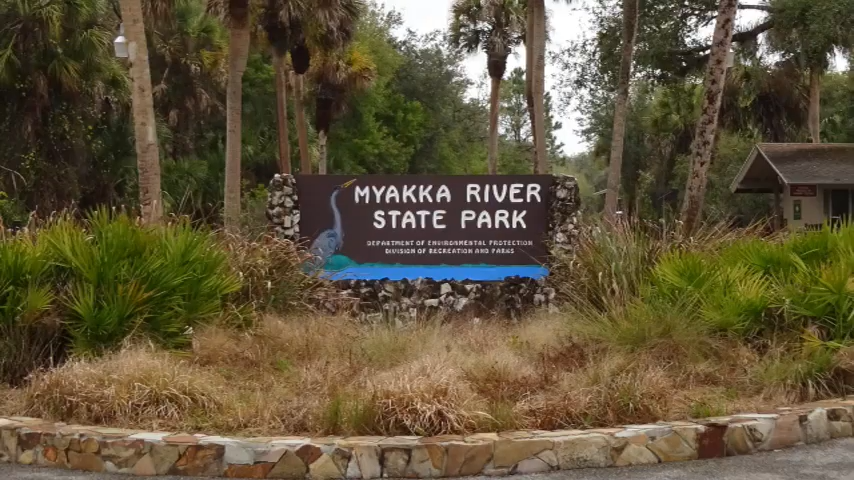 MYAKKA RIVER
STATE PARK
DEPARTMENT OF ENVIRONMENTAL PROTECTION
DIVISION OF RECREATION AND PARKS